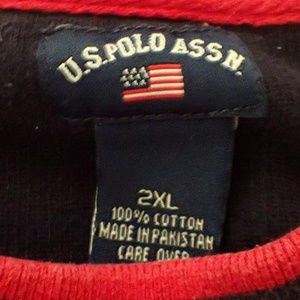 U.S. POLO ASSN.
2XL
100% COTTON
MADE IN PAKISTAN
CARE OVER